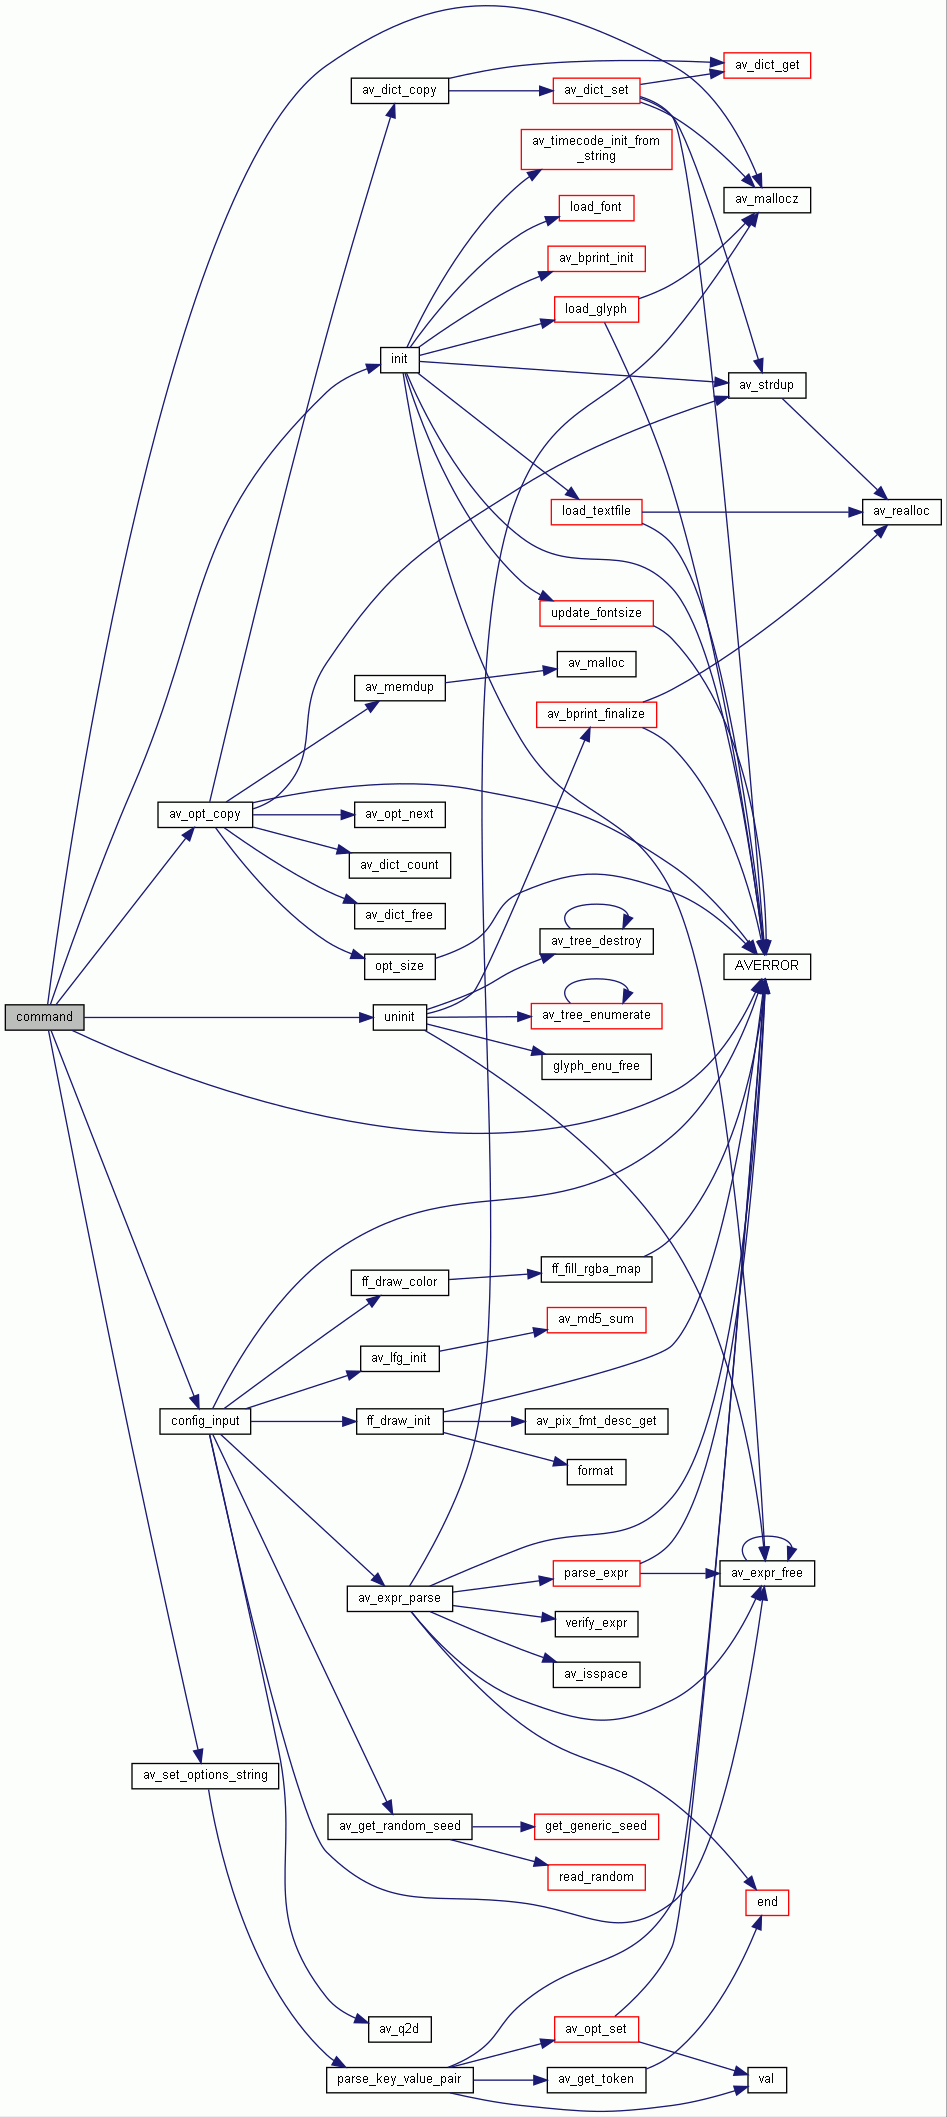 av_dict_get
av_dict_copy
av_dict_set
av_timecode_init_from
_string
av_mallocz
load_font
av_bprint_init
load_glyph
init
av_strdup
load_textfile
av_realloc
update_fontsize
av_malloc
av_memdup
av_bprint_finalize
av_opt_copy
av_opt_next
av_dict_count
av_dict_free
av_tree_destroy
opt_size
AVERROR
command
uninit
av_tree_enumerate
glyph_enu_free
ff_fill_rgba_map
ff_draw_color
av_md5_sum
av_lfg_init
config_input
ff_draw_init
av_pix_fmt_desc_get
format
parse_expr
av_expr_free
av_expr_parse
verify_expr
av_isspace
av_set_options_string
av_get_random_seed
get_generic_seed
read_random
end
av_q2d
av_opt_set
parse_key_value_pair
av_get_token
val